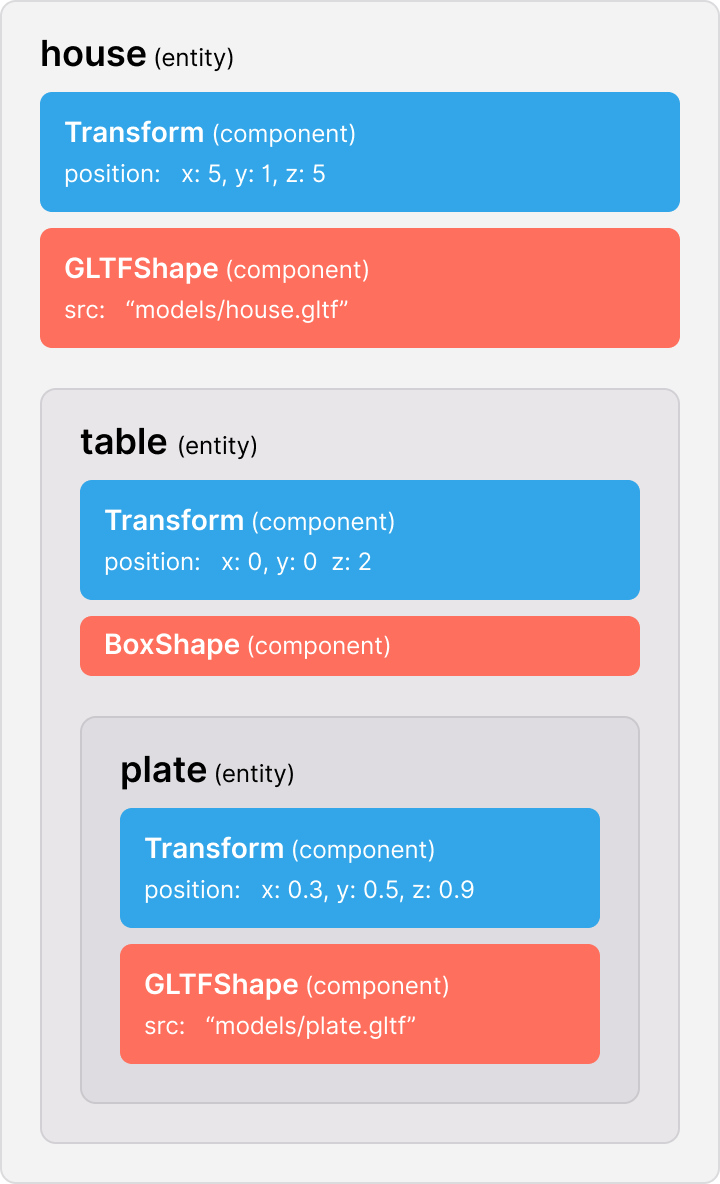 house (entity)
Transform (component)
position: x: 5, y: 1, z: 5
GLTFShape (component)
src: “models/house.gltf”
table (entity)
Transform (component)
position: x: 0, y: 0 z: 2
BoxShape (component)
plate (entity)
Transform (component)
position: x: 0.3, y: 0.5, z: 0.9
GLTFShape (component)
src: “models/plate.gltf”